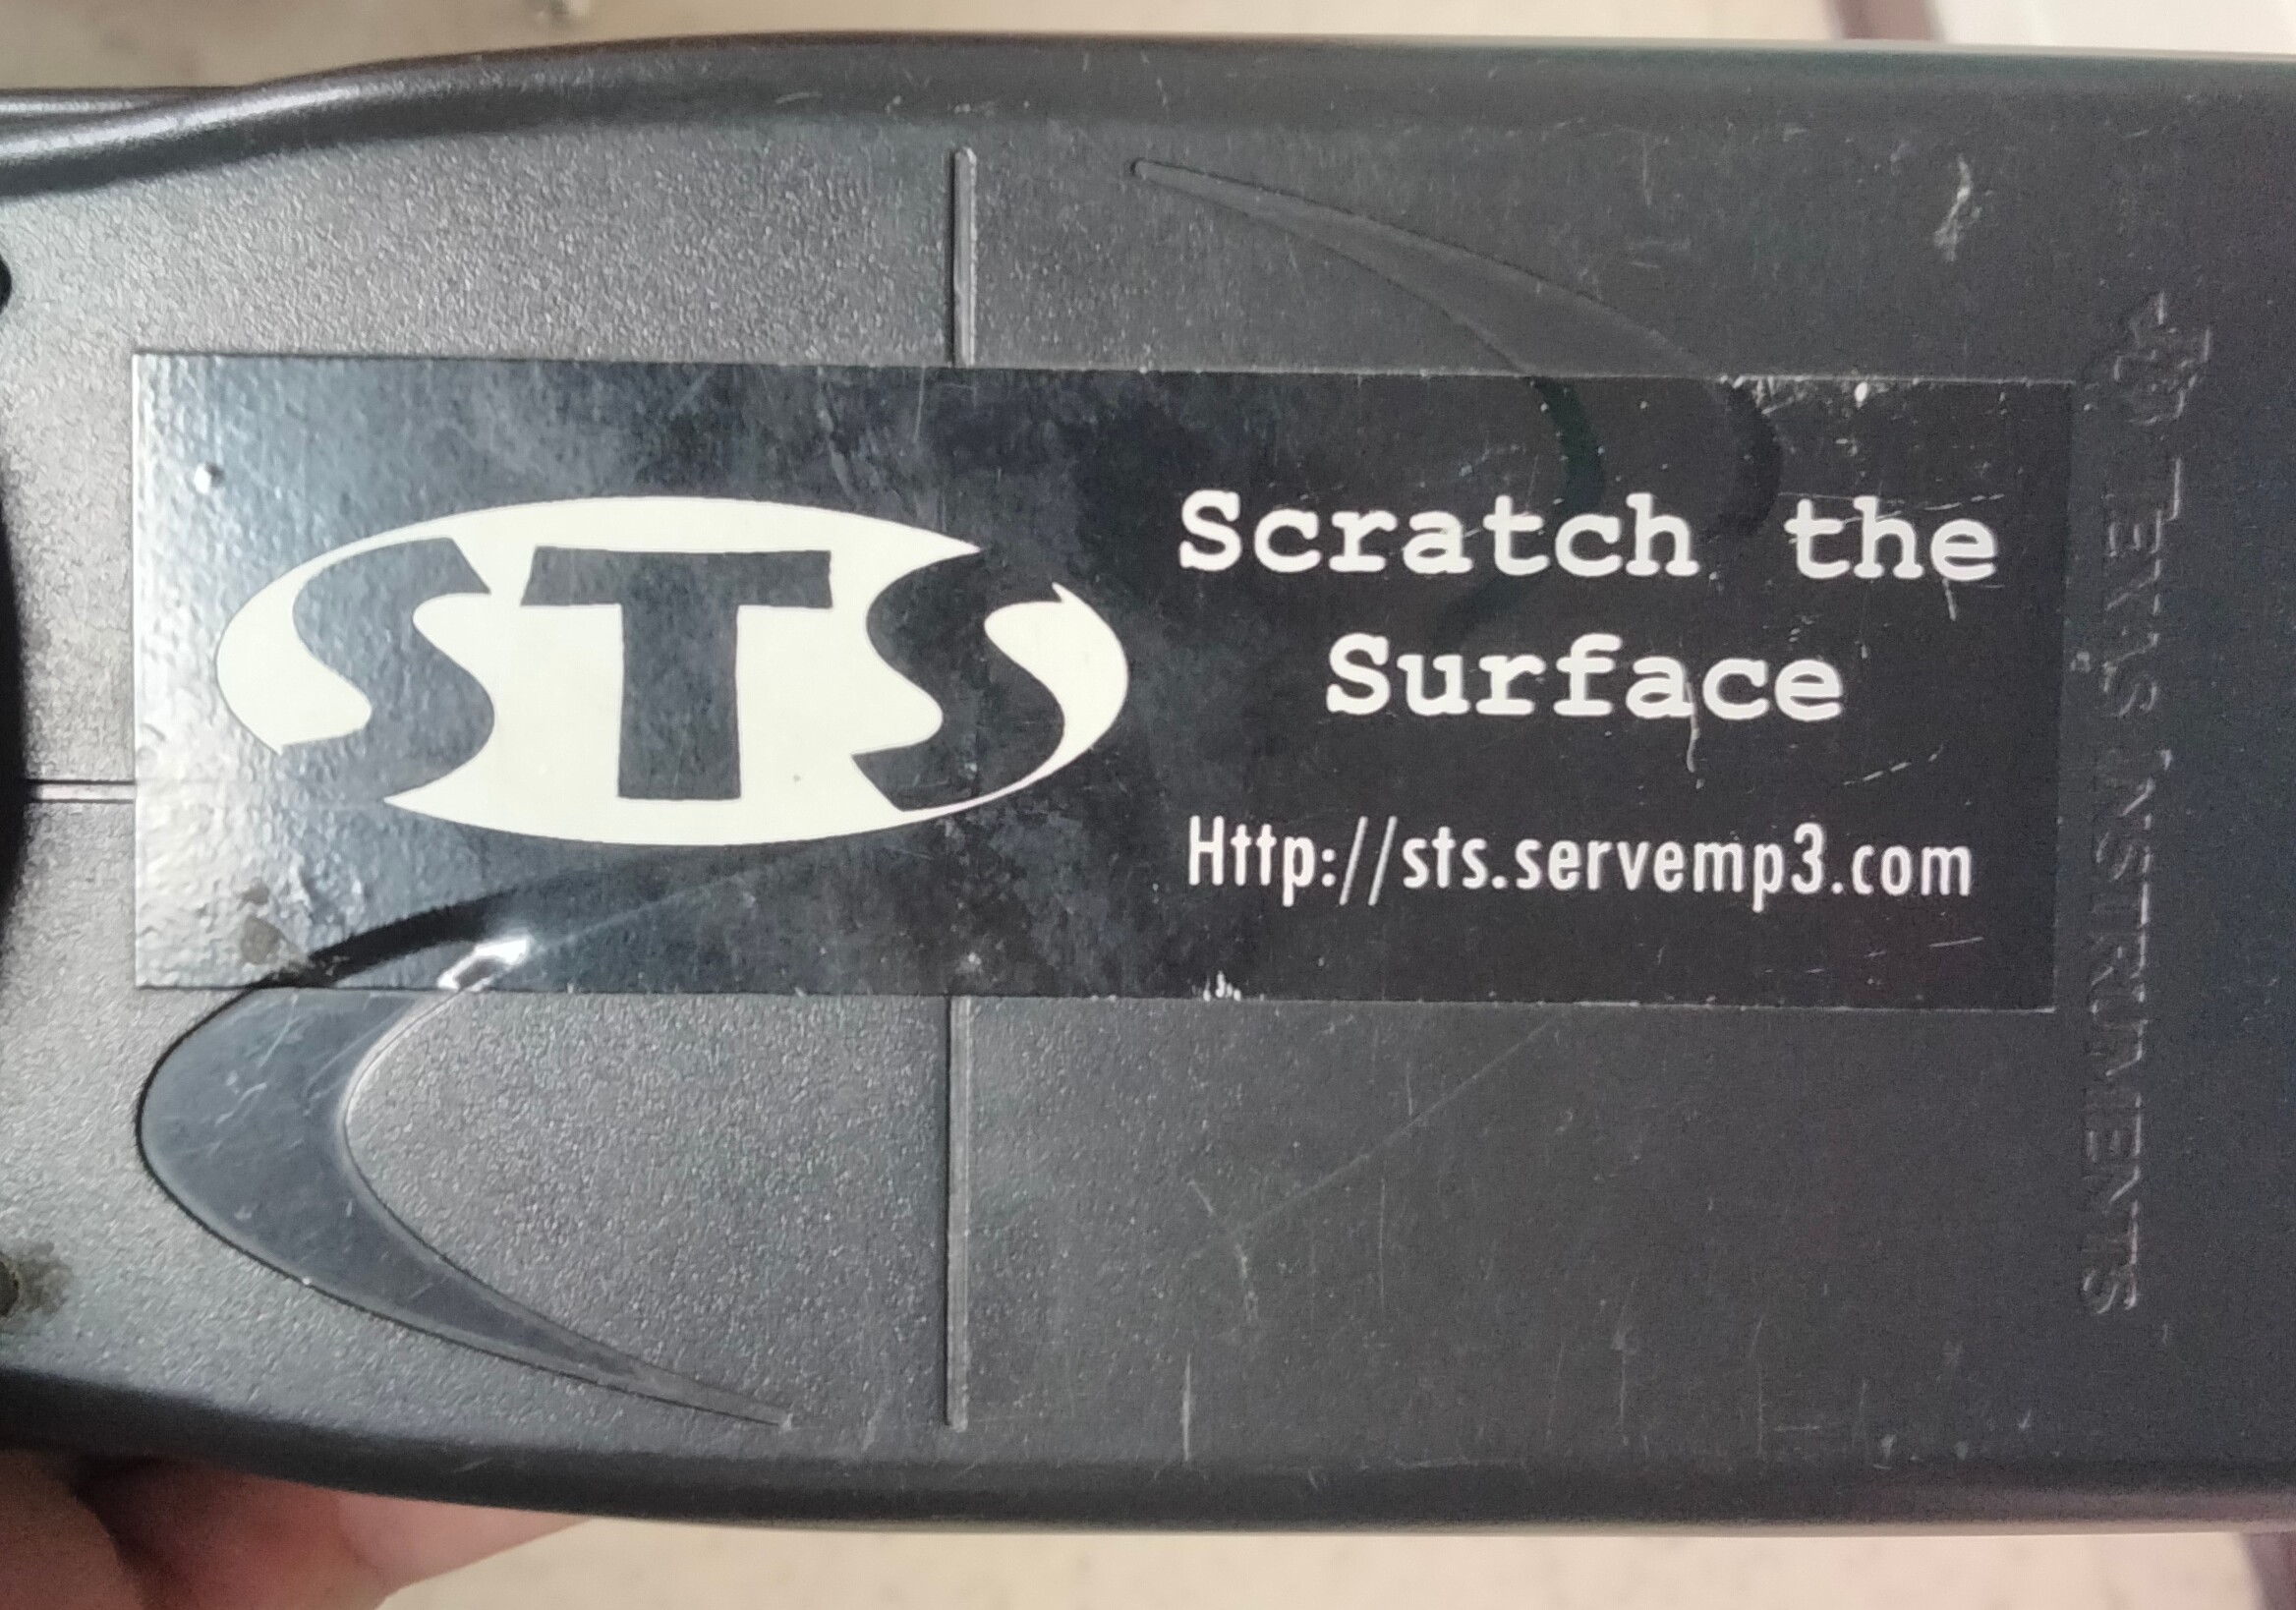 STS
Scratch the
Surface
Http://sts.servemp3.com
TEXAS INSTRUMENTS